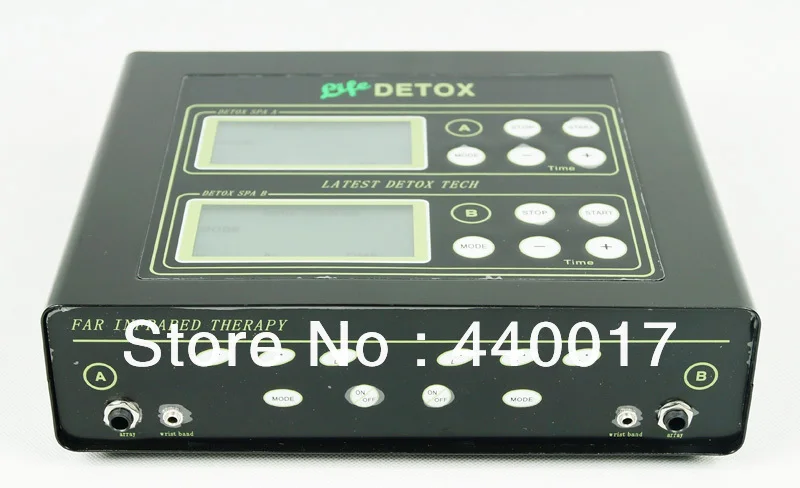 Life DETOX
DETOX SPA A
A STOP START
MODE − +
Time
LATEST DETOX TECH
DETOX SPA B
B STOP START
MODE − +
Time
FAR INFRARED THERAPY
Store No : 440017
A B
MODE ON/OFF ON/OFF MODE
array wrist band wrist band array